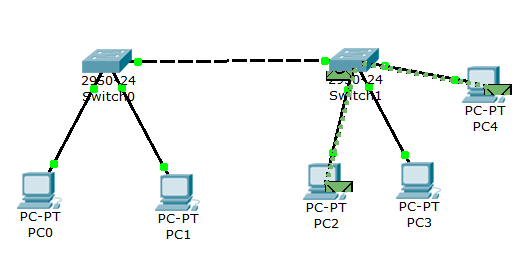 2950-24
Switch0
2950-24
Switch1
PC-PT
PC4
PC-PT
PC0
PC-PT
PC1
PC-PT
PC2
PC-PT
PC3